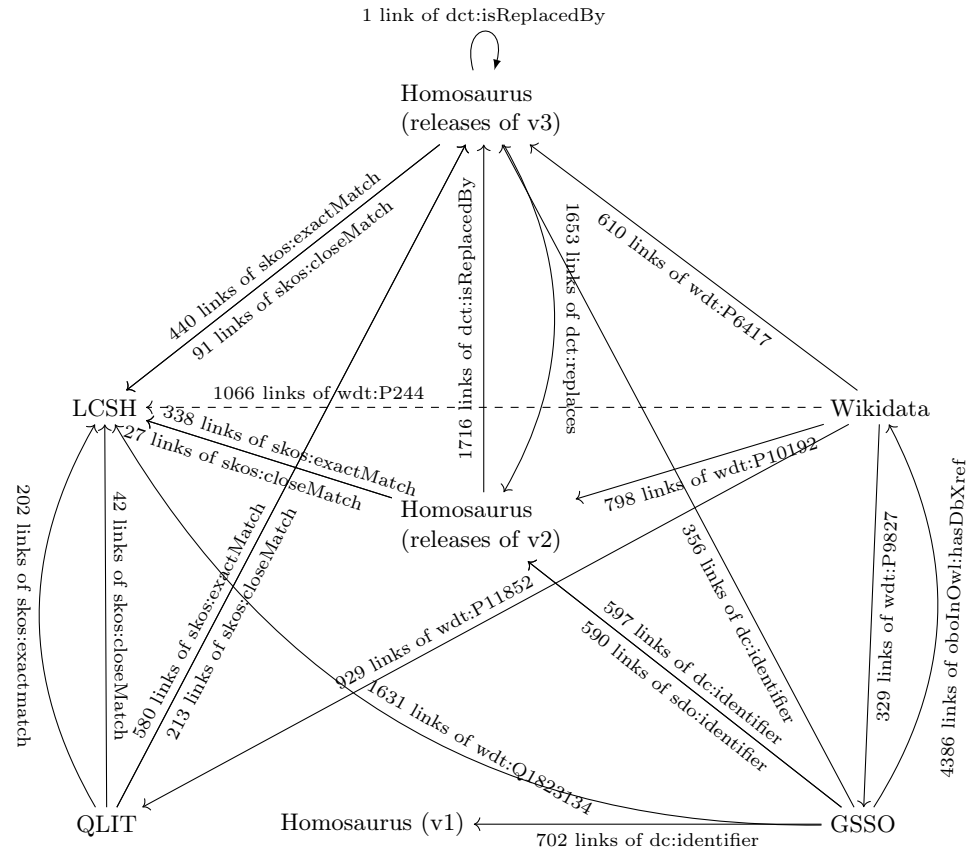 1 link of dct:isReplacedBy
Homosaurus
(releases of v3)
440 links of skos:exactMatch
91 links of skos:closeMatch
1716 links of dct:isReplacedBy
1653 links of dct:replaces
610 links of wdt:P6417
LCSH
1066 links of wdt:P244
Wikidata
338 links of skos:exactMatch
27 links of skos:closeMatch
798 links of wdt:P10192
Homosaurus
(releases of v2)
202 links of skos:exactmatch
42 links of skos:closeMatch
580 links of skos:exactMatch
213 links of skos:closeMatch
929 links of wdt:P11852
1631 links of wdt:Q1823134
356 links of dc:identifier
597 links of dc:identifier
590 links of sdo:identifier
329 links of wdt:P9827
4386 links of oboInOwl:hasDbXref
QLIT
Homosaurus (v1)
702 links of dc:identifier
GSSO